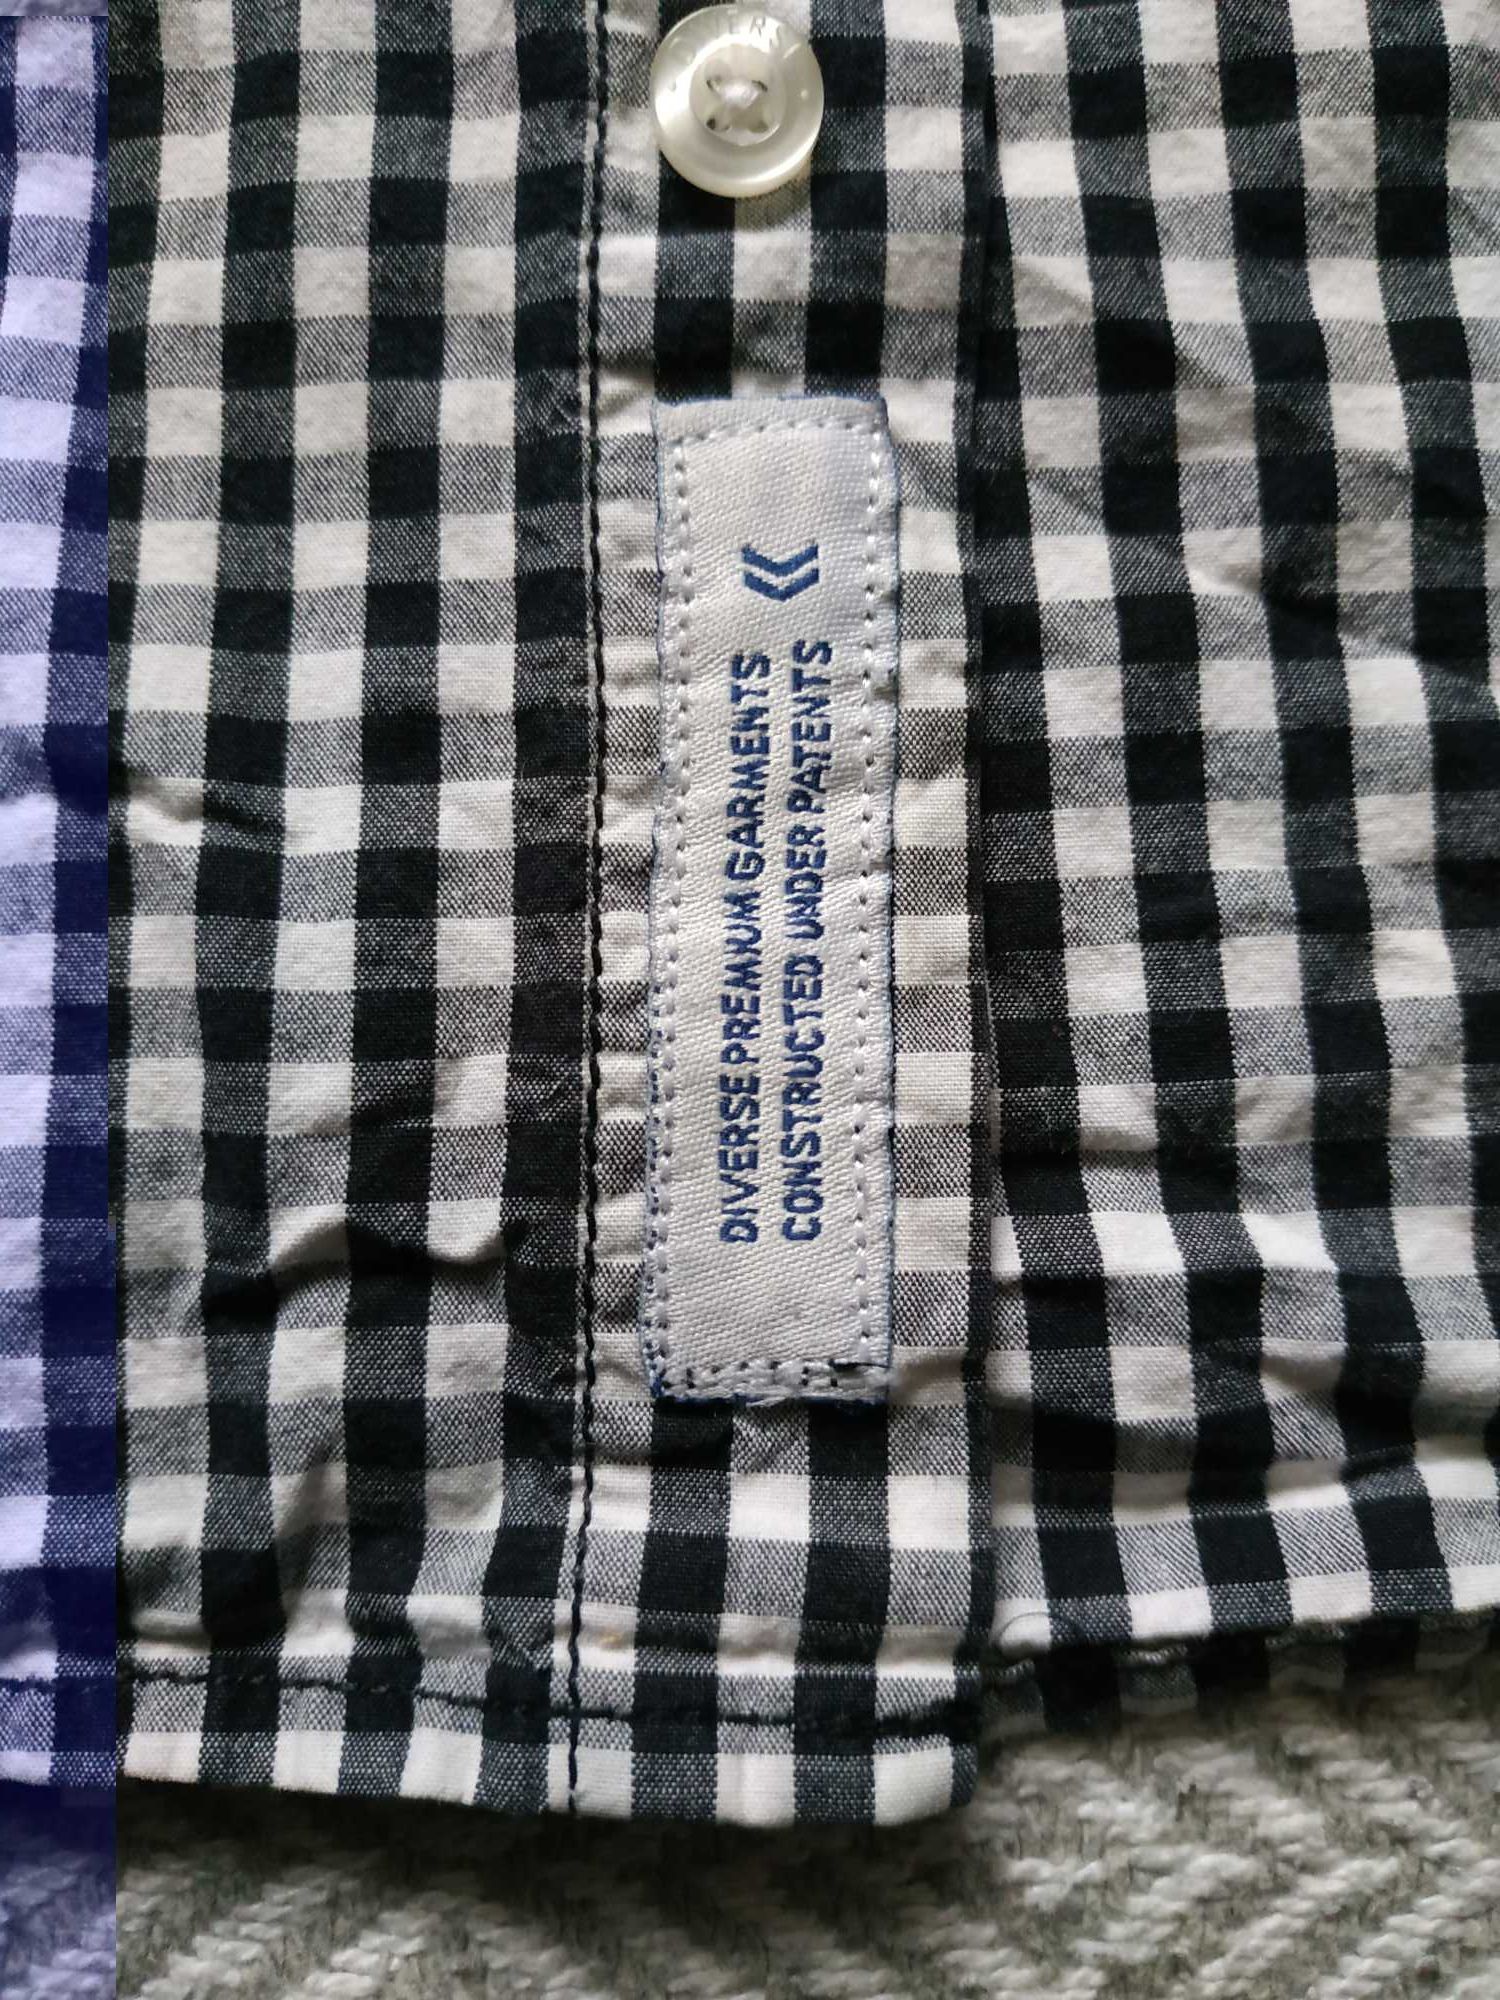 DIVERSE PREMIUM GARMENTS
CONSTRUCTED UNDER PATENTS